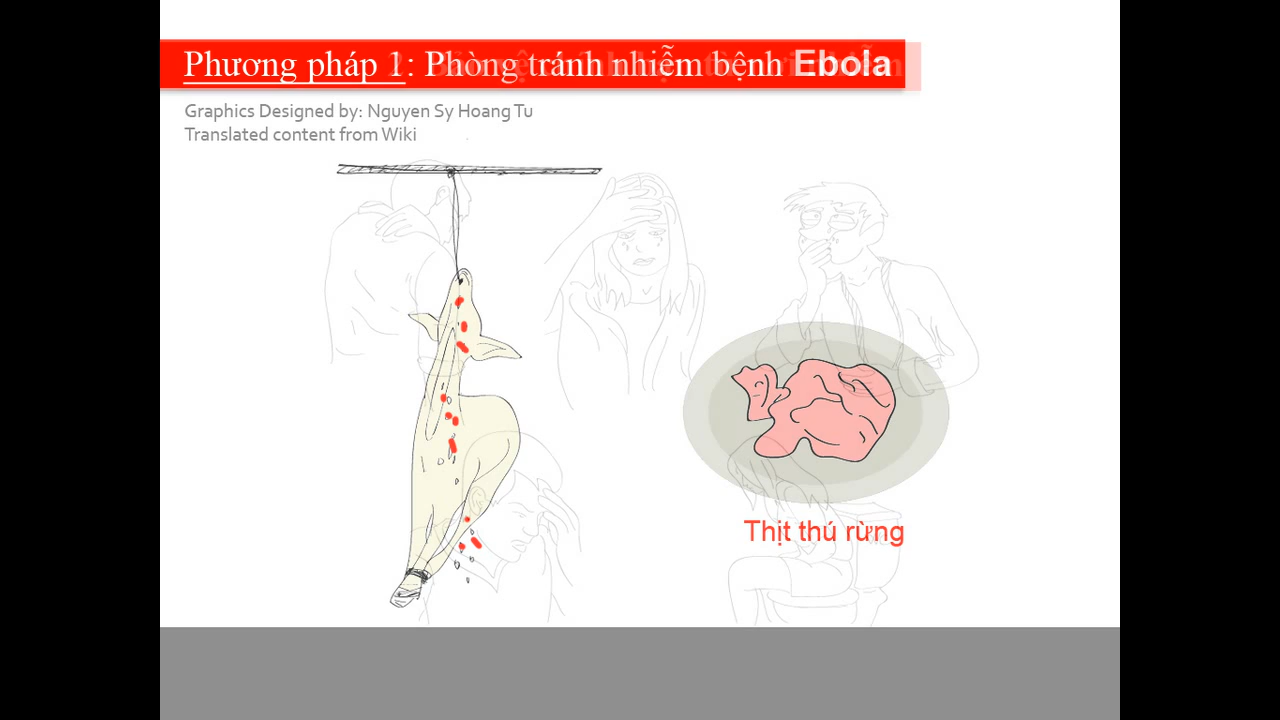 Phương pháp 1: Phòng tránh nhiễm bệnh Ebola
Graphics Designed by: Nguyen Sy Hoang Tu
Translated content from Wiki
Thịt thú rừng